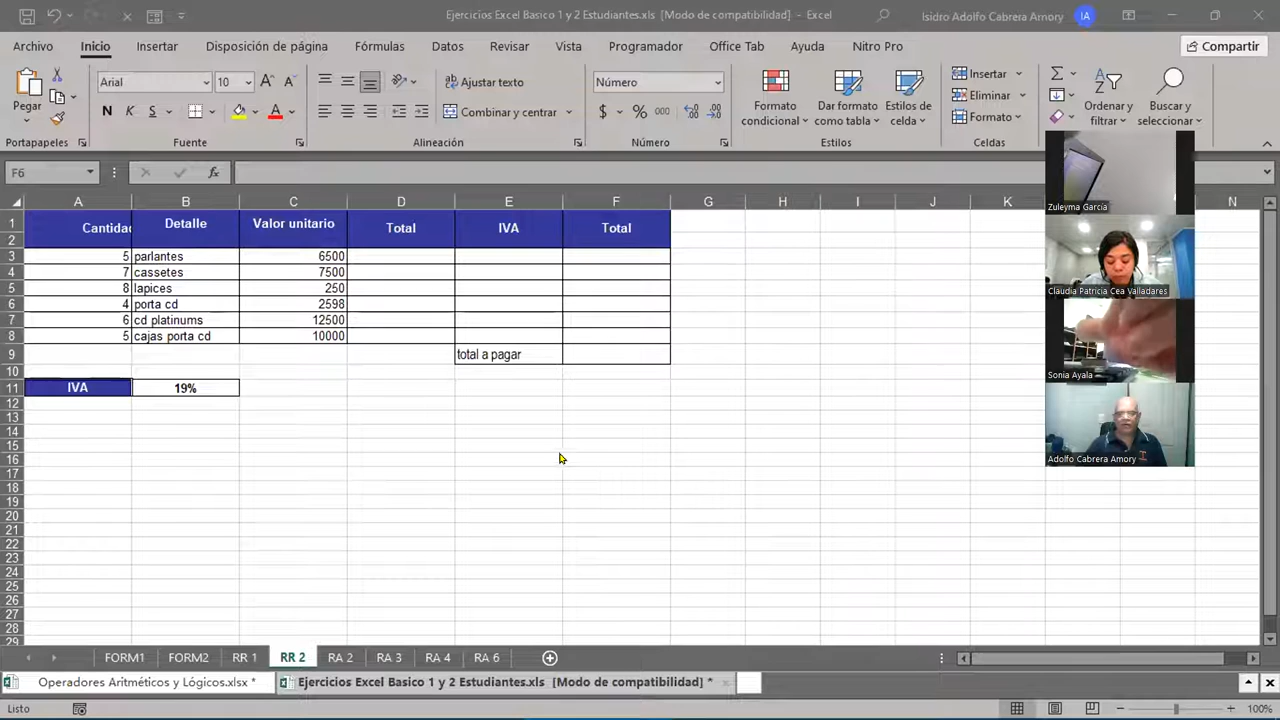 Ejercicios Excel Basico 1 y 2 Estudiantes.xls [Modo de compatibilidad] - Excel
Isidro Adolfo Cabrera Amory
IA
Archivo Inicio Insertar Disposición de página Fórmulas Datos Revisar Vista Programador Office Tab Ayuda Nitro Pro Compartir
Arial 10 Ajustar texto Número Insertar
Pegar Eliminar
N K S Combinar y centrar $ % 000 Formato condicional Dar formato como tabla Estilos de celda Formato Ordenar y filtrar Buscar y seleccionar
Portapapeles Fuente Alineación Número Estilos Celdas
F6 fx
A B C D E F G H I J K N
1 Cantidad Detalle Valor unitario Total IVA Total
2
3 5 parlantes 6500
4 7 cassetes 7500
5 8 lapices 250
6 4 porta cd 2598
7 6 cd platinums 12500
8 5 cajas porta cd 10000
9 total a pagar
10
11 IVA 19%
12
13
14
15
16
17
18
19
20
21
22
23
24
25
26
27
28
29
Zuleyma García
Claudia Patricia Cea Valladares
Sonia Ayala
Adolfo Cabrera Amory
FORM1 FORM2 RR 1 RR 2 RA 2 RA 3 RA 4 RA 6
Operadores Aritméticos y Lógicos.xlsx * Ejercicios Excel Basico 1 y 2 Estudiantes.xls [Modo de compatibilidad] *
Listo 100%